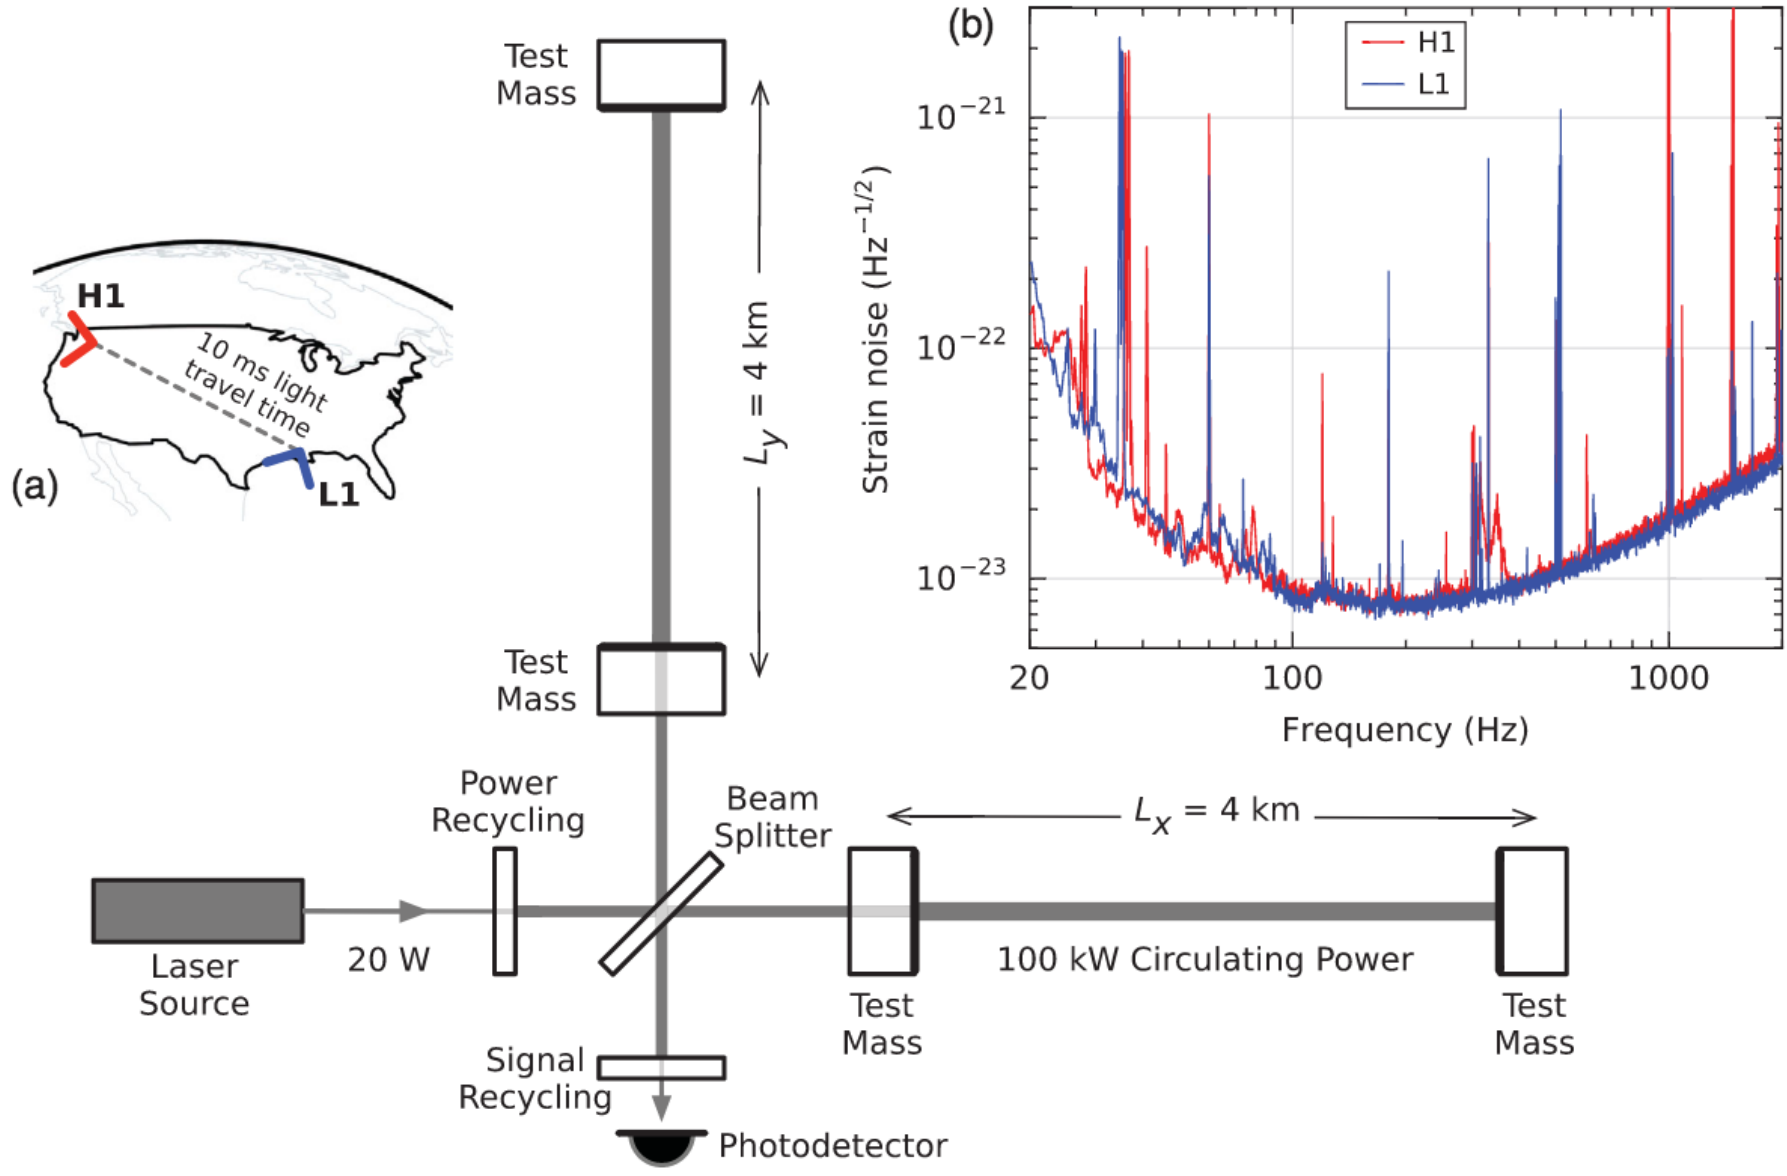 Test
Mass
L_y = 4 km
H1
10 ms light
travel time
L1
(a)
(b)
H1
L1
Strain noise (Hz^{−1/2})
10^{−21}
10^{−22}
10^{−23}
20
100
1000
Frequency (Hz)
Test
Mass
Power
Recycling
Beam
Splitter
L_x = 4 km
Laser
Source
20 W
100 kW Circulating Power
Test
Mass
Test
Mass
Signal
Recycling
Photodetector